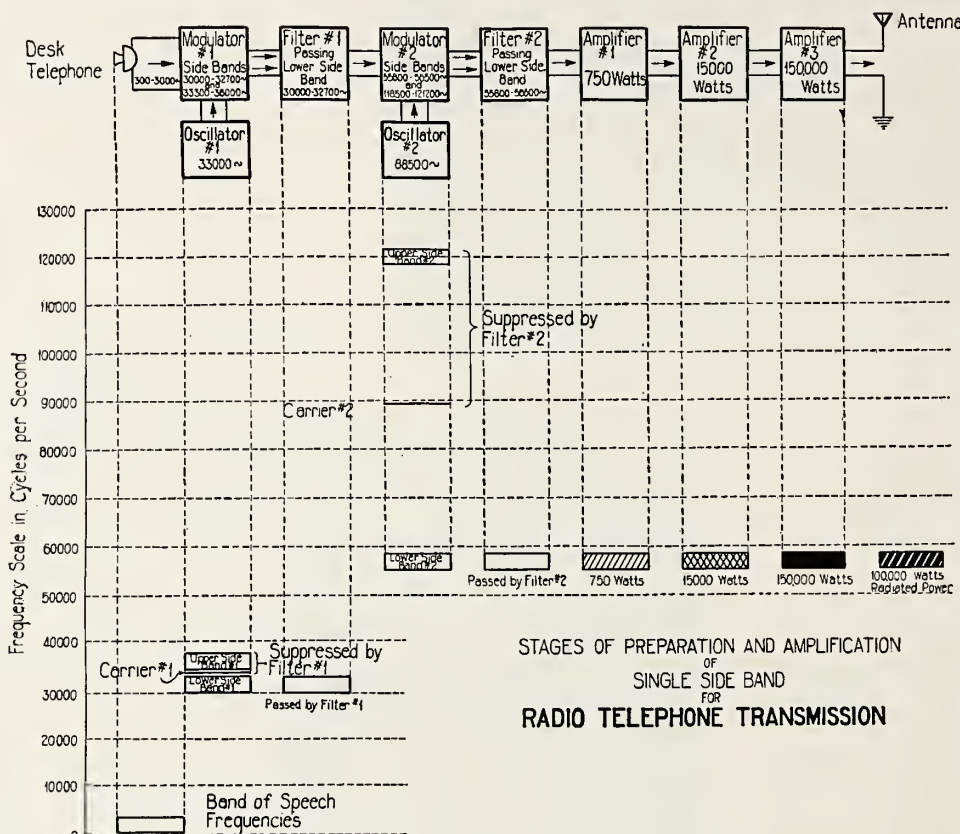 Desk
Telephone
300-3000~
Modulator
#1
Side Bands
30000-32700~
and
33300-36000~
Filter #1
Passing
Lower Side
Band
30000-32700~
Modulator
#2
Side Bands
55800-58500~
and
118500-121200~
Filter #2
Passing
Lower Side
Band
55800-58500~
Amplifier
#1
750Watts
Amplifier
#2
15000
Watts
Amplifier
#3
150,000
Watts
Antenna
Oscillator
#1
33000~
Oscillator
#2
88500~
Frequency Scale in Cycles per Second
130000
120000
110000
100000
90000
80000
70000
60000
50000
40000
30000
20000
10000
0
Upper Side
Band#2
Suppressed by
Filter#2
Carrier#2
Lower Side
Band#2
Passed by Filter#2
750 Watts
15000 Watts
150,000 Watts
100,000 Watts
Radiated Power
Carrier#1
Upper Side
Band#1
Lower Side
Band#1
Suppressed by
Filter#1
Passed by Filter#1
Band of Speech
Frequencies
STAGES OF PREPARATION AND AMPLIFICATION
OF
SINGLE SIDE BAND
FOR
RADIO TELEPHONE TRANSMISSION